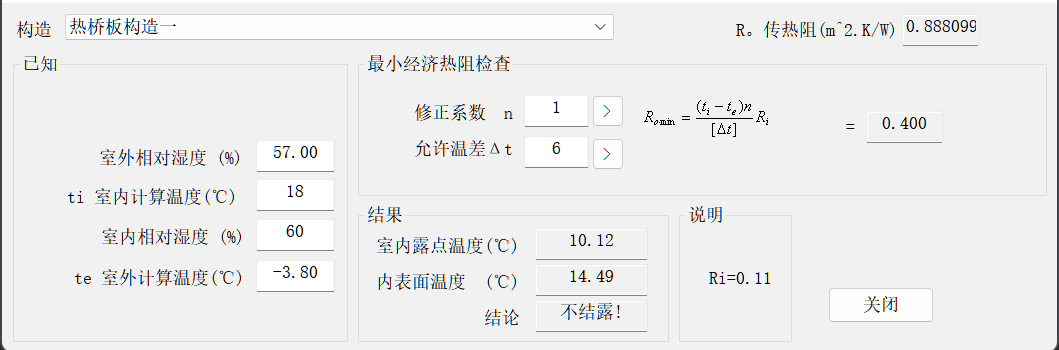 构造 热桥板构造一 R。传热阻(m^2.K/W) 0.888099
已知
室外相对湿度 (%) 57.00
ti 室内计算温度(℃) 18
室内相对湿度 (%) 60
te 室外计算温度(℃) -3.80
最小经济热阻检查
修正系数 n 1 >
允许温差Δt 6 >
Ro·min = (ti − te)n / [Δt] Ri = 0.400
结果
室内露点温度(℃) 10.12
内表面温度 (℃) 14.49
结论 不结露!
说明
Ri=0.11
关闭